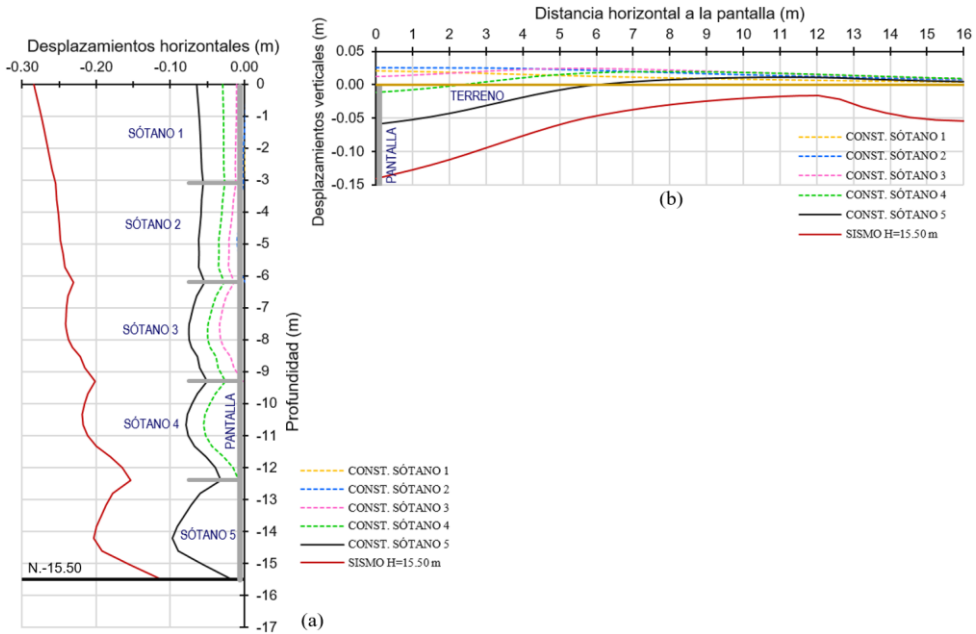 Desplazamientos horizontales (m)
-0.30 -0.20 -0.10 0.00
0
-1
-2
-3
-4
-5
-6
-7
-8
-9
-10
-11
-12
-13
-14
-15
-16
-17
Profundidad (m)
SÓTANO 1
SÓTANO 2
SÓTANO 3
SÓTANO 4
SÓTANO 5
PANTALLA
N.-15.50
(a)
CONST. SÓTANO 1
CONST. SÓTANO 2
CONST. SÓTANO 3
CONST. SÓTANO 4
CONST. SÓTANO 5
SISMO H=15.50 m
Distancia horizontal a la pantalla (m)
0 1 2 3 4 5 6 7 8 9 10 11 12 13 14 15 16
Desplazamientos verticales (m)
0.05
0.00
-0.05
-0.10
-0.15
TERRENO
PANTALLA
(b)
CONST. SÓTANO 1
CONST. SÓTANO 2
CONST. SÓTANO 3
CONST. SÓTANO 4
CONST. SÓTANO 5
SISMO H=15.50 m